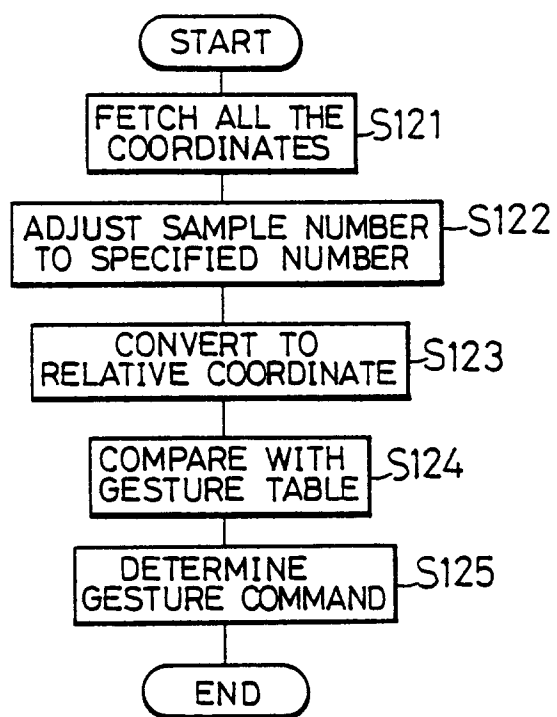 START
FETCH ALL THE
COORDINATES
S121
ADJUST SAMPLE NUMBER
TO SPECIFIED NUMBER
S122
CONVERT TO
RELATIVE COORDINATE
S123
COMPARE WITH
GESTURE TABLE
S124
DETERMINE
GESTURE COMMAND
S125
END